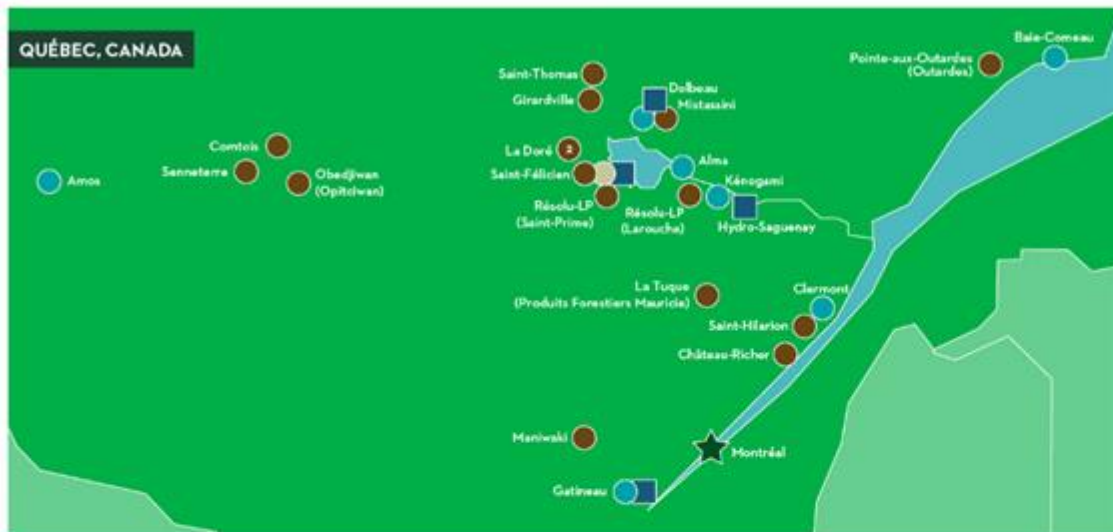 QUÉBEC, CANADA
Baie-Comeau
Pointe-aux-Outardes
(Outardes)
Saint-Thomas
Girardville
Dolbeau
Mistassini
Comtois
Senneterre
Obedjiwan
(Opitciwan)
Amos
La Doré
2
Saint-Félicien
Alma
Kénogami
Résolu-LP
(Saint-Prime)
Résolu-LP
(Larouche)
Hydro-Saguenay
La Tuque
(Produits Forestiers Mauricie)
Clermont
Saint-Hilarion
Château-Richer
Maniwaki
Montréal
Gatineau